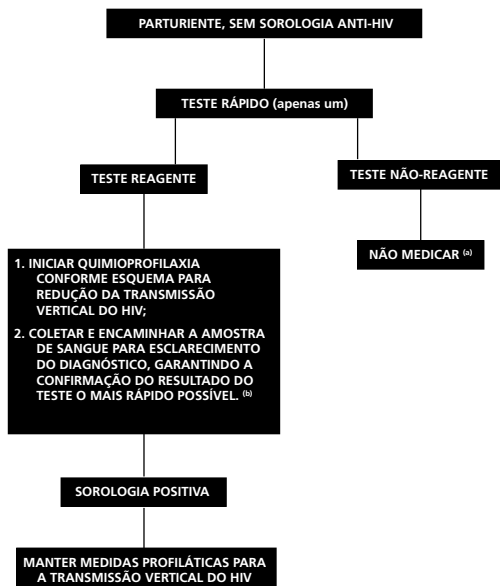 PARTURIENTE, SEM SOROLOGIA ANTI-HIV
TESTE RÁPIDO (apenas um)
TESTE REAGENTE
TESTE NÃO-REAGENTE
NÃO MEDICAR (a)
1. INICIAR QUIMIOPROFILAXIA
CONFORME ESQUEMA PARA
REDUÇÃO DA TRANSMISSÃO
VERTICAL DO HIV;
2. COLETAR E ENCAMINHAR A AMOSTRA
DE SANGUE PARA ESCLARECIMENTO
DO DIAGNÓSTICO, GARANTINDO A
CONFIRMAÇÃO DO RESULTADO DO
TESTE O MAIS RÁPIDO POSSÍVEL. (b)
SOROLOGIA POSITIVA
MANTER MEDIDAS PROFILÁTICAS PARA
A TRANSMISSÃO VERTICAL DO HIV